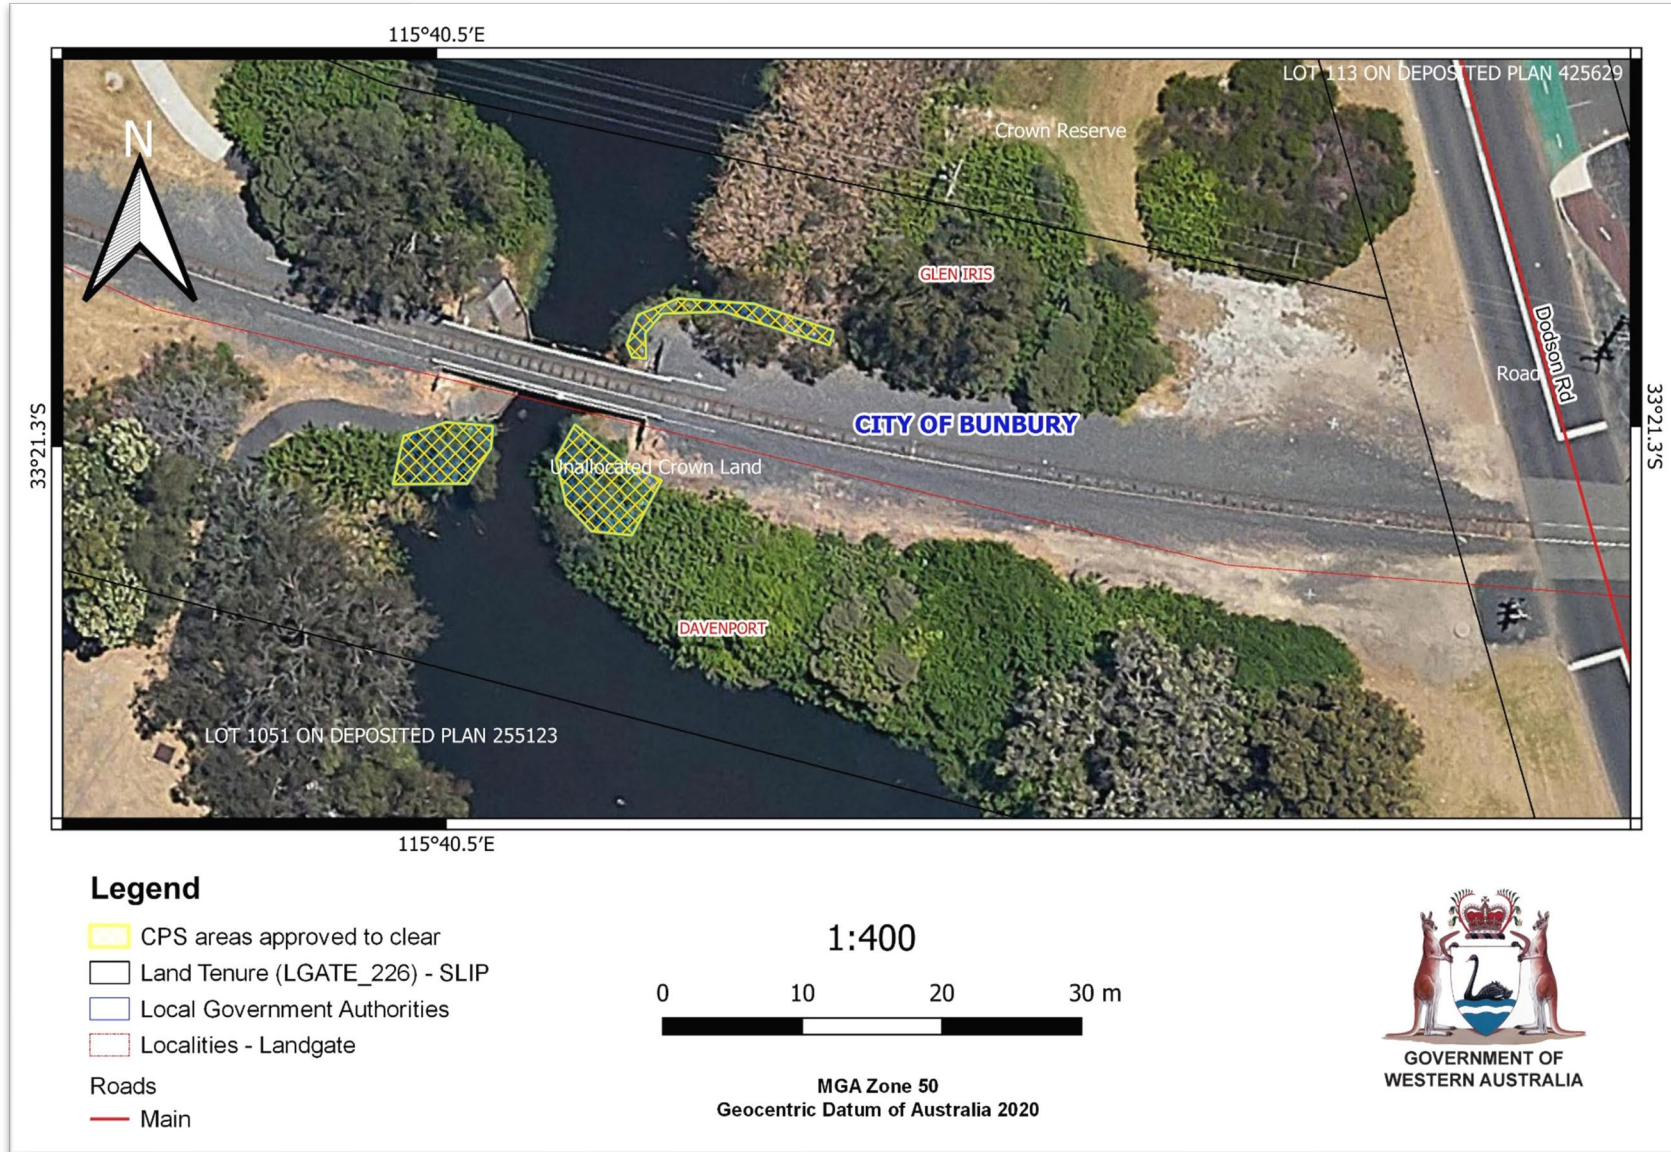 115°40.5'E
LOT 113 ON DEPOSITED PLAN 425629
N
Crown Reserve
GLEN IRIS
Dodson Rd
Road
33°21.3'S
33°21.3'S
CITY OF BUNBURY
Unallocated Crown Land
DAVENPORT
LOT 1051 ON DEPOSITED PLAN 255123
115°40.5'E
Legend
CPS areas approved to clear
Land Tenure (LGATE_226) - SLIP
Local Government Authorities
Localities - Landgate
Roads
Main
1:400
0 10 20 30 m
MGA Zone 50
Geocentric Datum of Australia 2020
GOVERNMENT OF
WESTERN AUSTRALIA